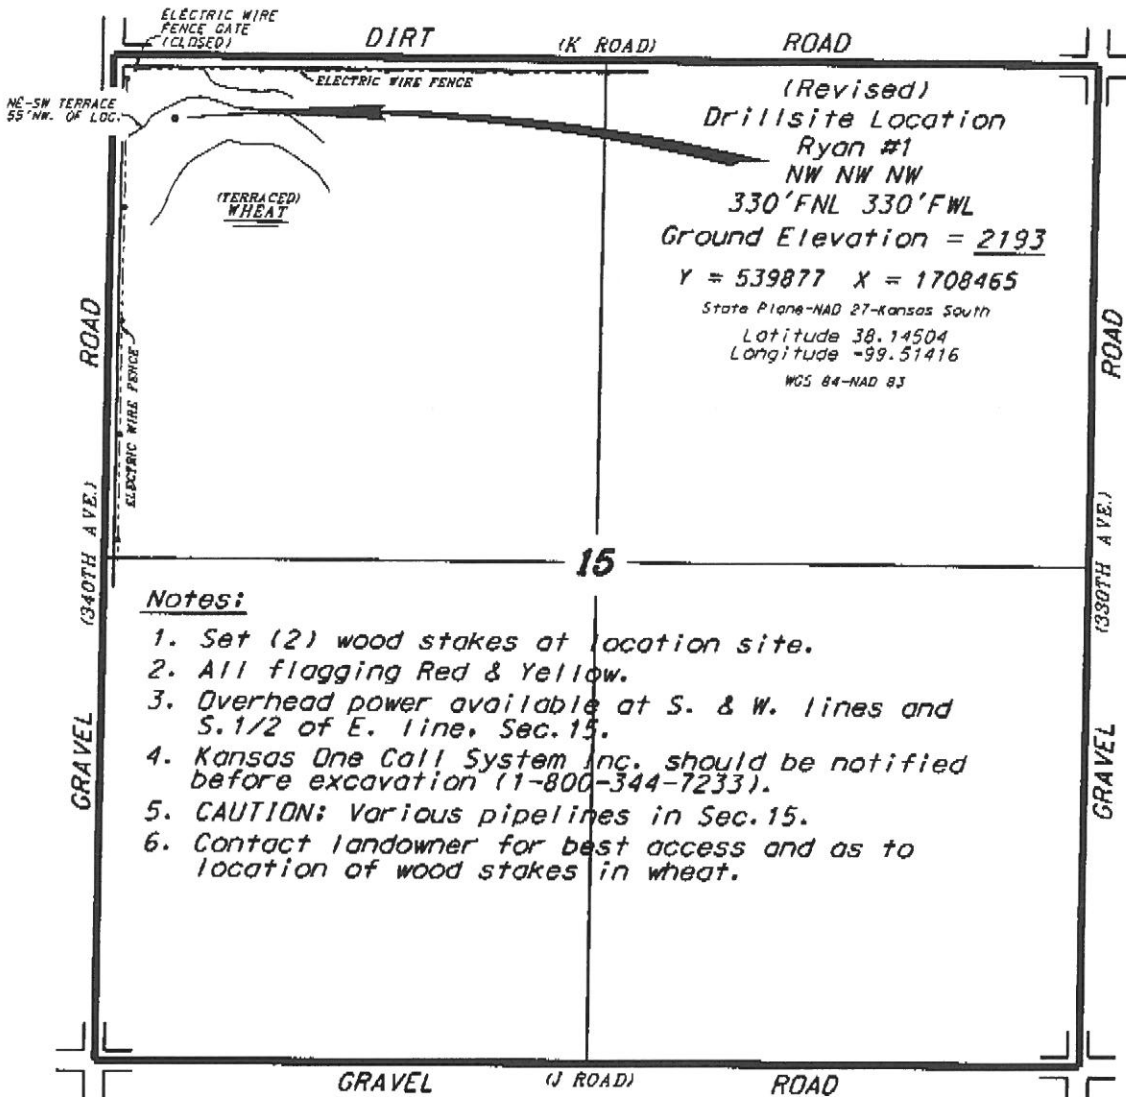 ELECTRIC WIRE
FENCE GATE
(CLOSED)
DIRT (K ROAD) ROAD
ELECTRIC WIRE FENCE
NE-SW TERRACE
55'NW. OF LOC.
(TERRACED)
WHEAT
(Revised)
Drillsite Location
Ryan #1
NW NW NW
330'FNL 330'FWL
Ground Elevation = 2193
Y = 539877 X = 1708465
State Plane-NAD 27-Kansas South
Latitude 38.14504
Longitude -99.51416
WGS 84-NAD 83
ELECTRIC WIRE FENCE
GRAVEL (340TH AVE.) ROAD
GRAVEL (330TH AVE.) ROAD
15
Notes:
1. Set (2) wood stakes at location site.
2. All flagging Red & Yellow.
3. Overhead power available at S. & W. lines and
S.1/2 of E. line, Sec.15.
4. Kansas One Call System Inc. should be notified
before excavation (1-800-344-7233).
5. CAUTION: Various pipelines in Sec.15.
6. Contact landowner for best access and as to
location of wood stakes in wheat.
GRAVEL (J ROAD) ROAD